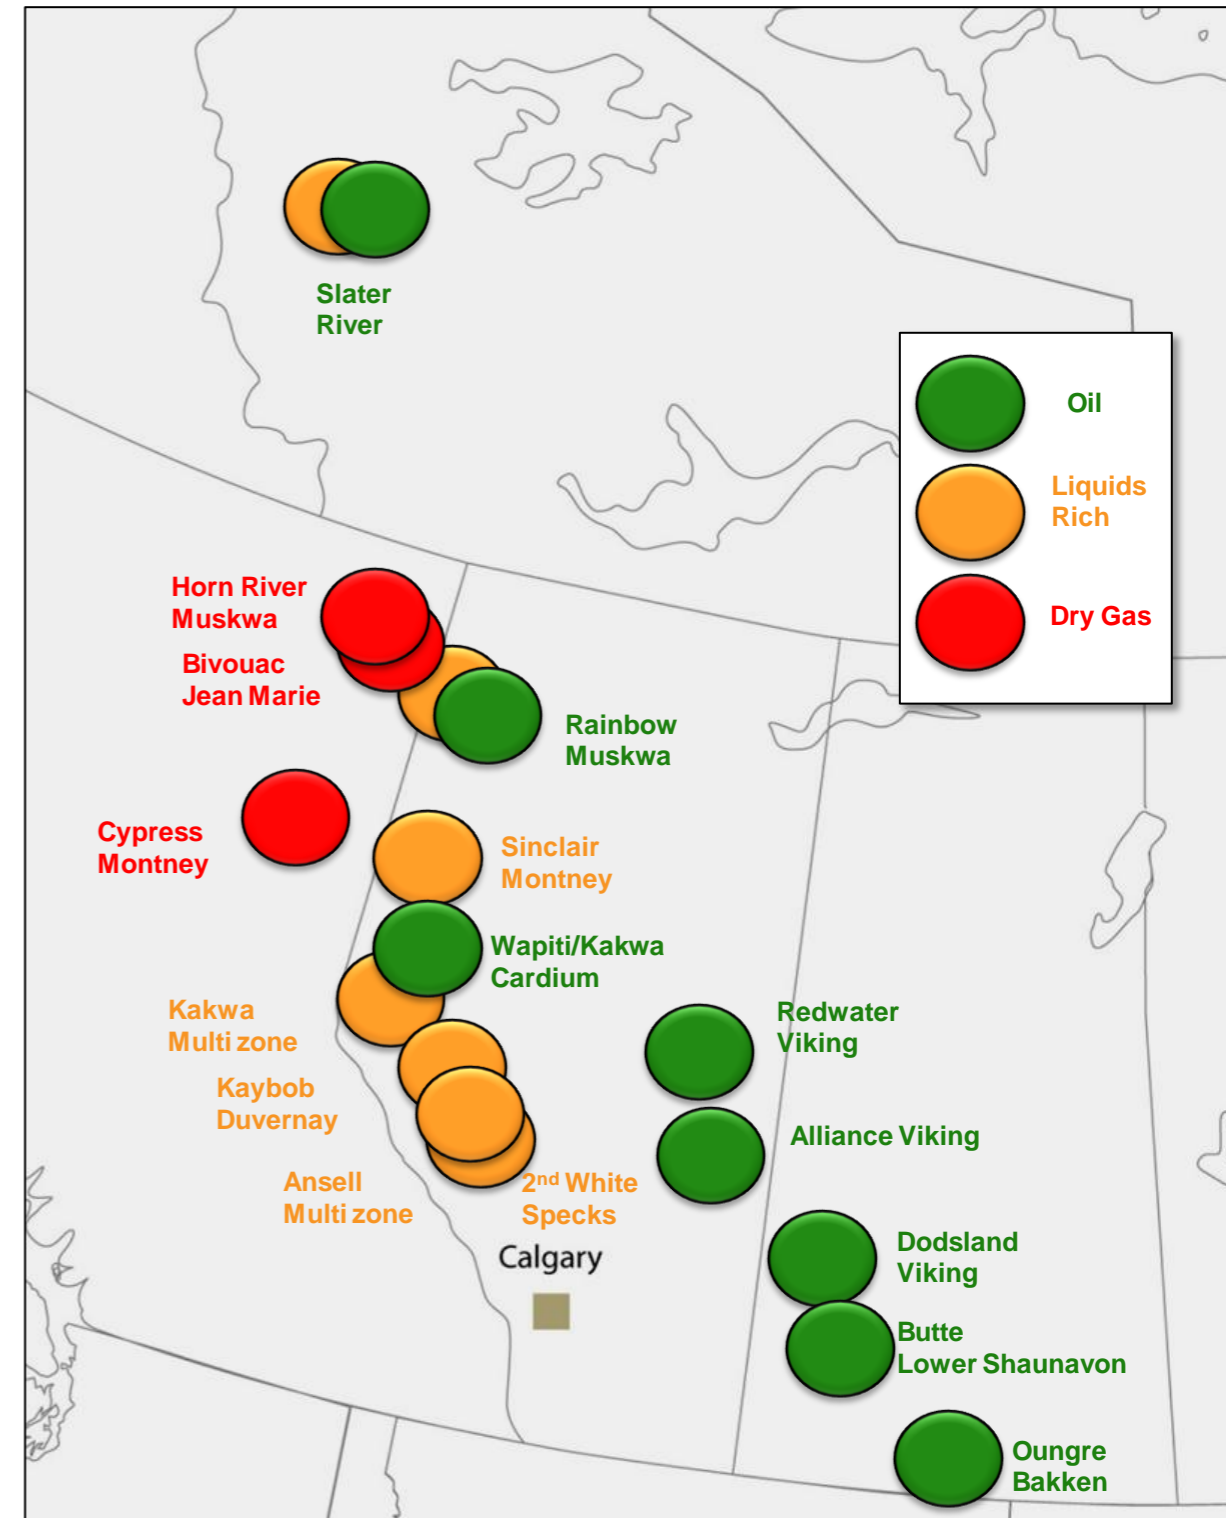 Slater
River
Oil
Liquids
Rich
Dry Gas
Horn River
Muskwa
Bivouac
Jean Marie
Rainbow
Muskwa
Cypress
Montney
Sinclair
Montney
Wapiti/Kakwa
Cardium
Kakwa
Multi zone
Redwater
Viking
Kaybob
Duvernay
Alliance Viking
Ansell
Multi zone
2nd White
Specks
Calgary
Dodsland
Viking
Butte
Lower Shaunavon
Oungre
Bakken